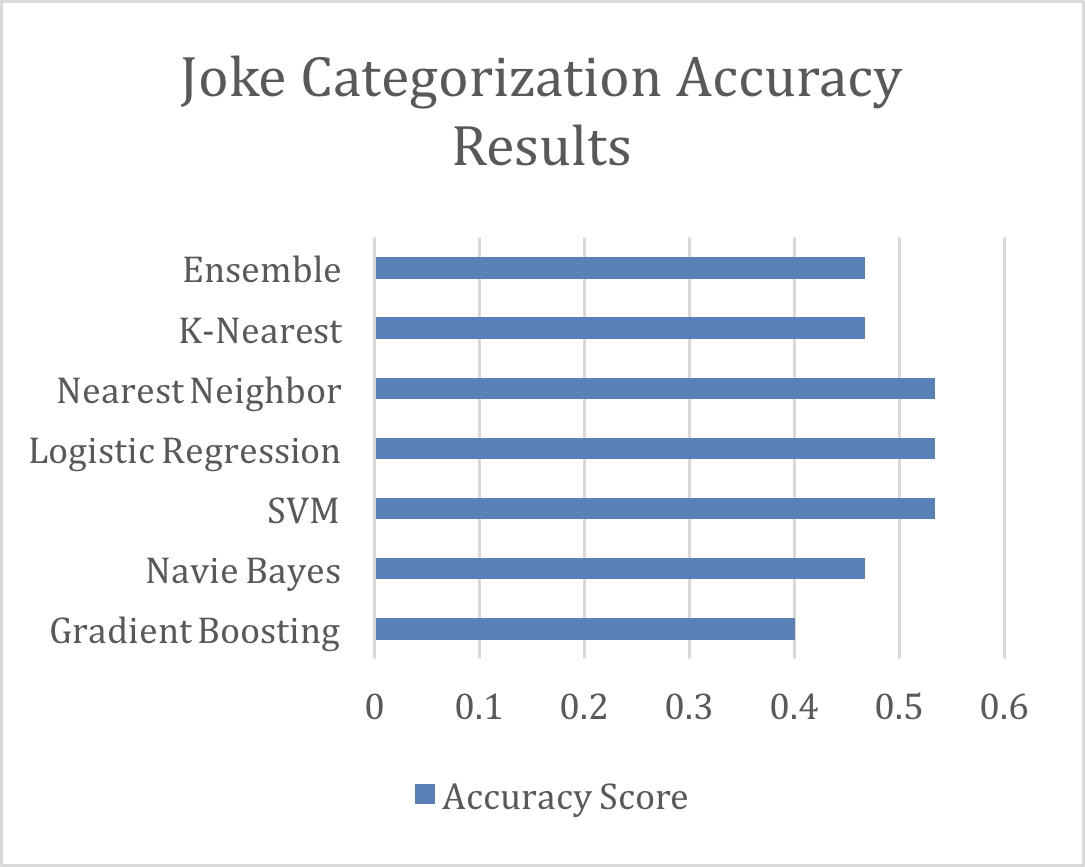 Joke Categorization Accuracy
Results
Ensemble
K-Nearest
Nearest Neighbor
Logistic Regression
SVM
Navie Bayes
Gradient Boosting
0 0.1 0.2 0.3 0.4 0.5 0.6
Accuracy Score